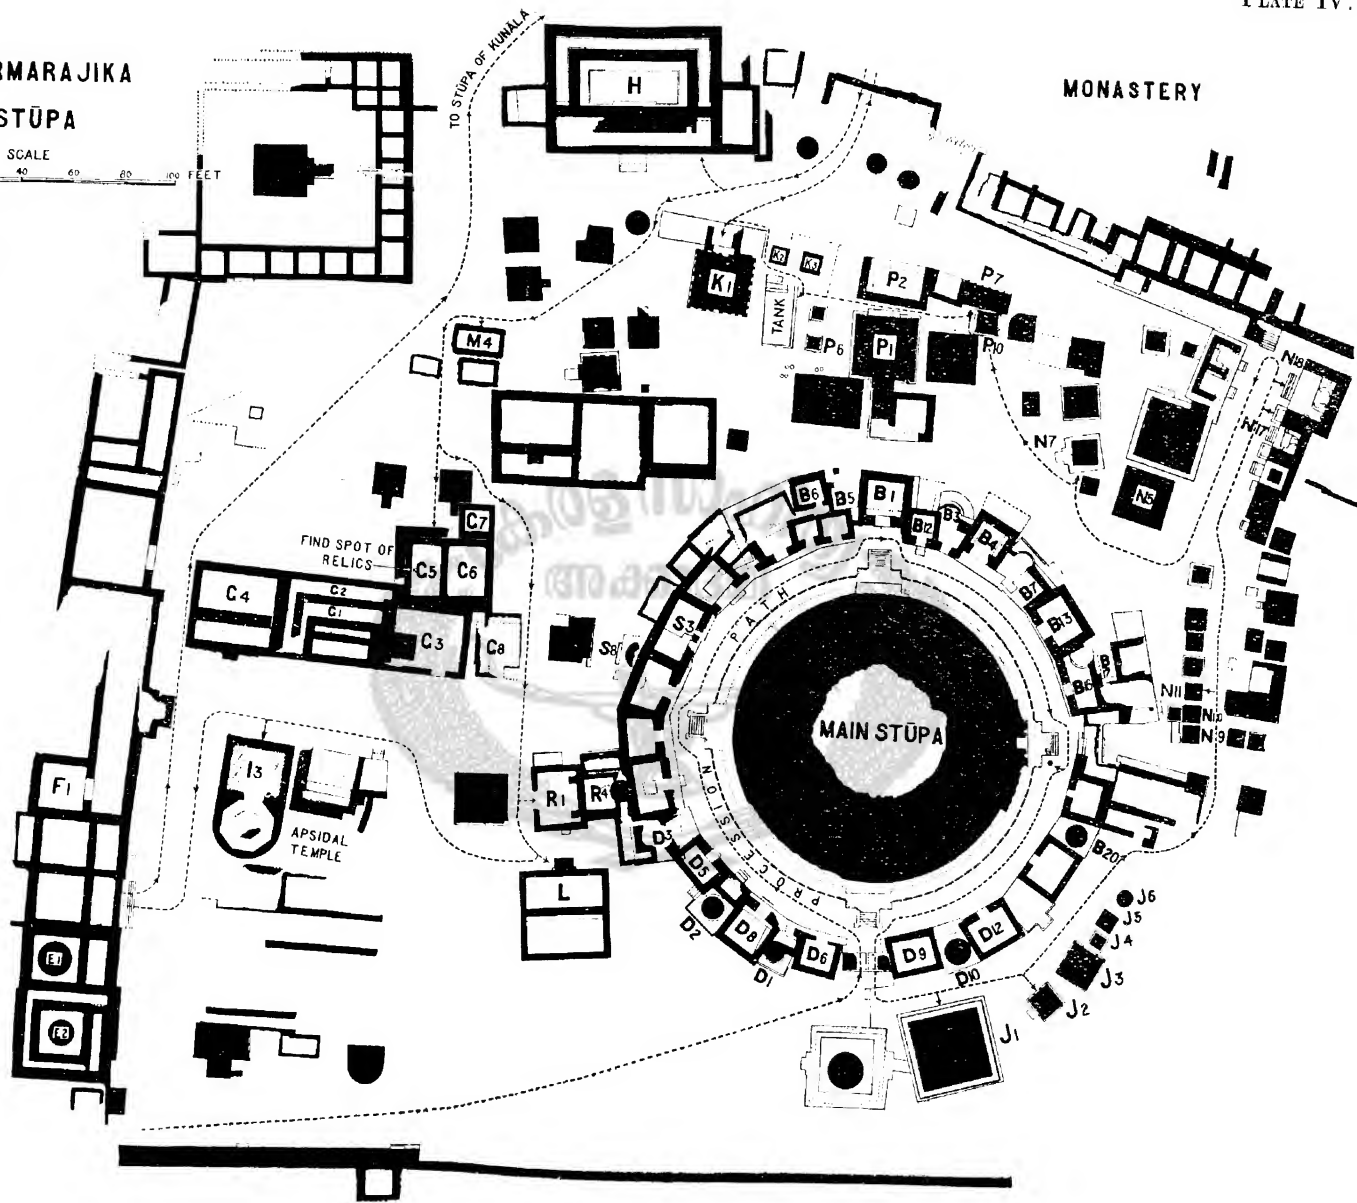 PLATE IV.
RMARAJIKA
STŪPA
SCALE
40 60 80 100 FEET
TO STŪPA OF KUNĀLA
H
MONASTERY
K1
K2
K3
TANK
P2
P7
P6
P1
P10
M4
N18
N17
N7
N5
B6
B5
B1
B12
B3
B4
B7
B13
B6
C7
FIND SPOT OF
RELICS
C5
C6
C4
C2
C1
C3
C8
S3
S8
PATH
N11
N10
N9
MAIN STŪPA
PROCESSION
F1
I3
APSIDAL
TEMPLE
R1
R4
D3
D5
B20
L
D2
D8
D1
D6
D9
D10
D12
J6
J5
J4
J3
J2
J1
E1
E2